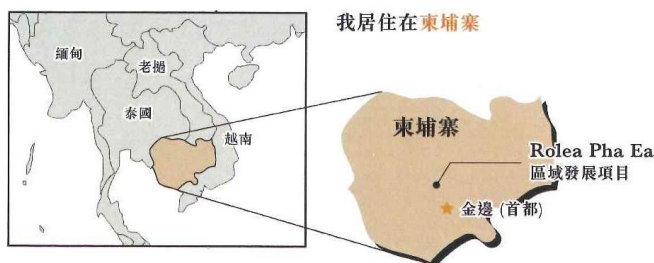 我居住在柬埔寨
緬甸
老撾
泰國
越南
柬埔寨
Rolea Pha Ea
區域發展項目
金邊 (首都)